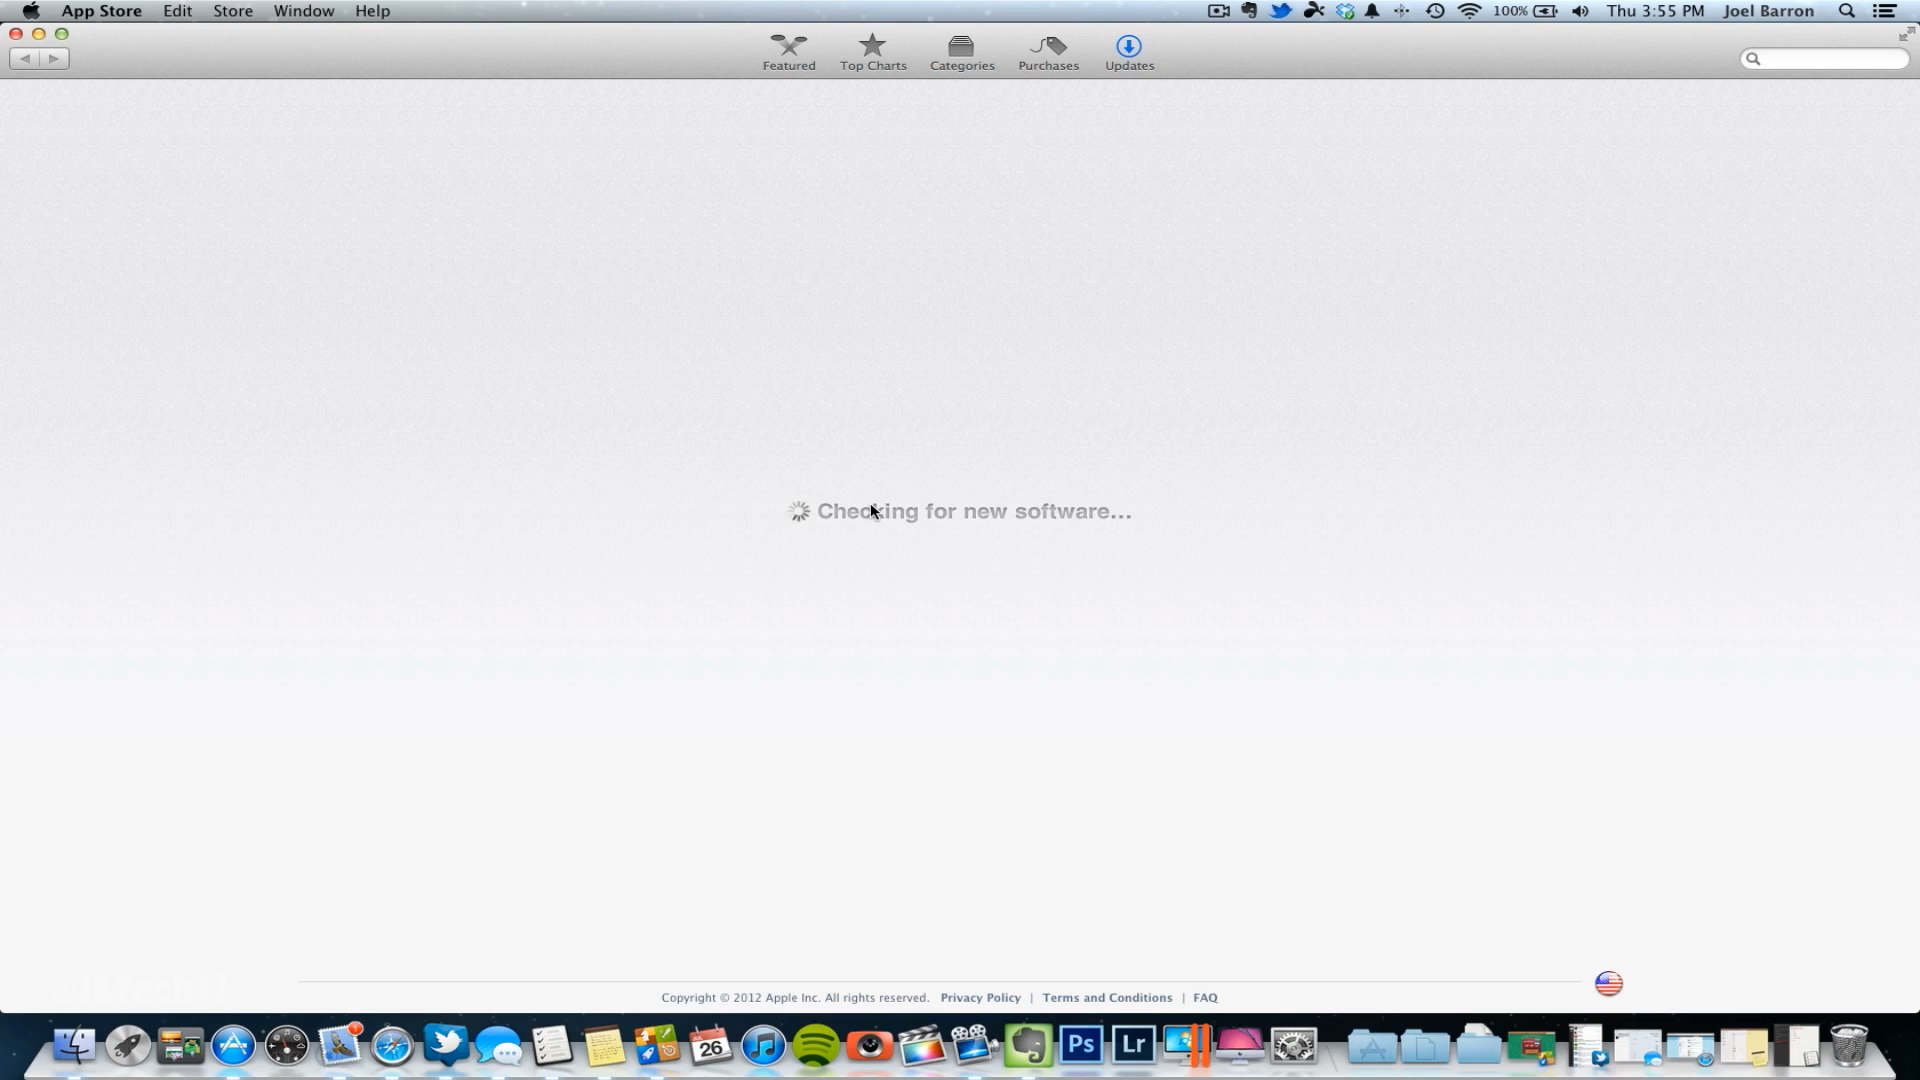 App Store Edit Store Window Help 100% Thu 3:55 PM Joel Barron
Featured Top Charts Categories Purchases Updates
Checking for new software...
@JBTech17
Copyright © 2012 Apple Inc. All rights reserved. Privacy Policy | Terms and Conditions | FAQ
26 Ps Lr